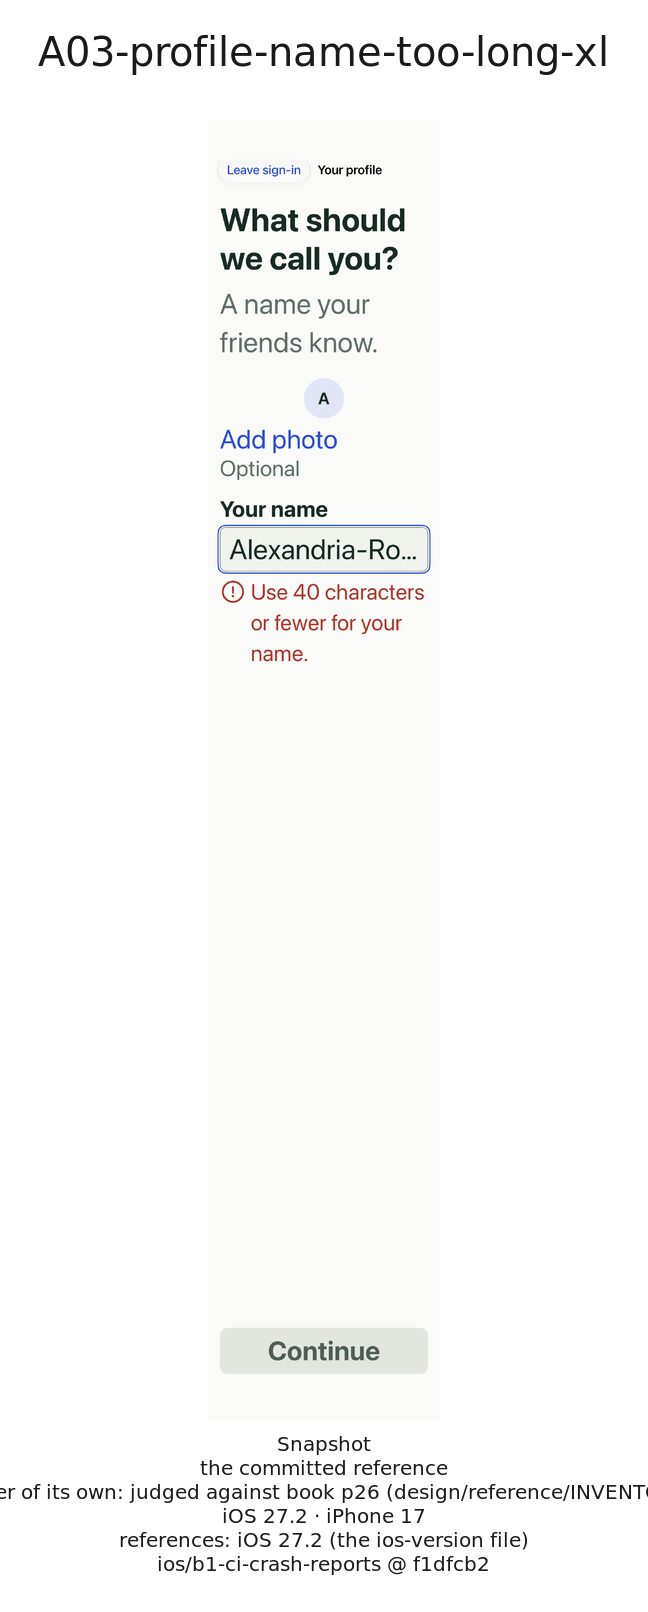 A03-profile-name-too-long-xl
Leave sign-in Your profile
What should
we call you?
A name your
friends know.
A
Add photo
Optional
Your name
Alexandria-Ro…
Use 40 characters
or fewer for your
name.
Continue
Snapshot
the committed reference
of its own: judged against book p26 (design/reference/
iOS 27.2 · iPhone 17
references: iOS 27.2 (the ios-version file)
ios/b1-ci-crash-reports @ f1dfcb2